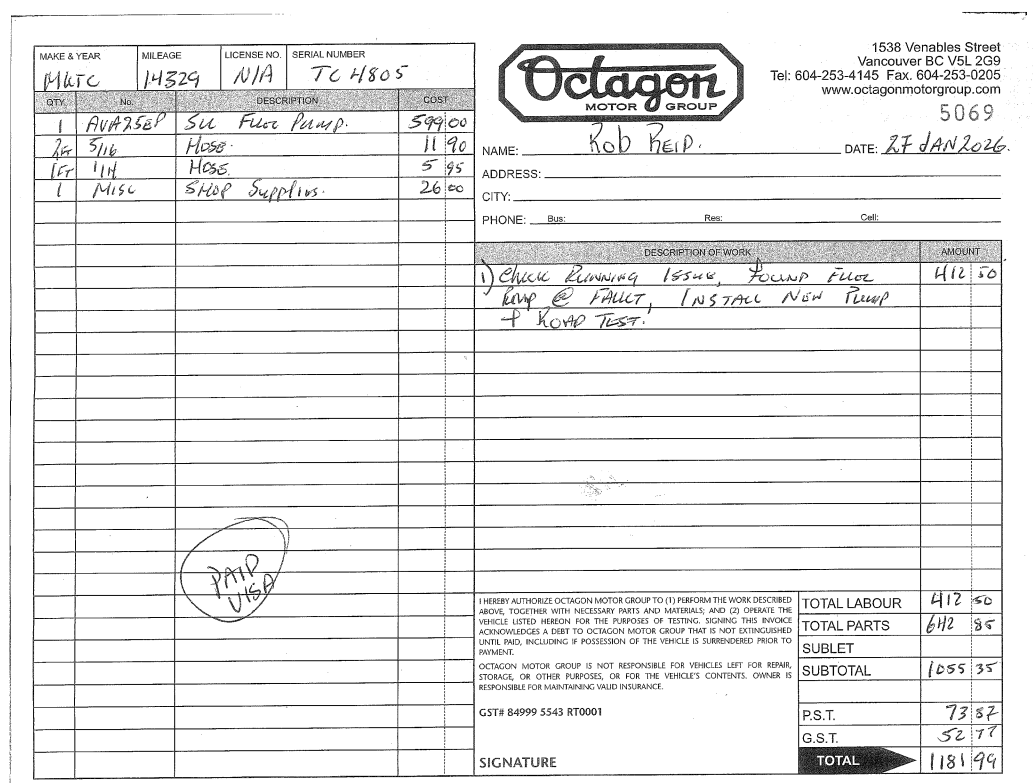 MAKE & YEAR MILEAGE LICENSE NO. SERIAL NUMBER
MGTC 14329 N/A TC 4805
QTY. No. DESCRIPTION COST
1 AUA25EP SU FUEL PUMP. 599 00
2FT 5/16 HOSE. 11 90
1FT 1/4 HOSE. 5 95
1 MISC SHOP Supplies. 26 00
PAID
VISA
Octagon
MOTOR GROUP
1538 Venables Street
Vancouver BC V5L 2G9
Tel: 604-253-4145 Fax. 604-253-0205
www.octagonmotorgroup.com
5069
NAME: Rob REID. DATE: 27 JAN 2026.
ADDRESS:
CITY:
PHONE: Bus: Res: Cell:
DESCRIPTION OF WORK AMOUNT
1) CHECK RUNNING ISSUE, FOUND FUEL 412 50
PUMP @ FAULT, INSTALL NEW PUMP
+ ROAD TEST.
I HEREBY AUTHORIZE OCTAGON MOTOR GROUP TO (1) PERFORM THE WORK DESCRIBED
ABOVE, TOGETHER WITH NECESSARY PARTS AND MATERIALS; AND (2) OPERATE THE
VEHICLE LISTED HEREON FOR THE PURPOSES OF TESTING. SIGNING THIS INVOICE
ACKNOWLEDGES A DEBT TO OCTAGON MOTOR GROUP THAT IS NOT EXTINGUISHED
UNTIL PAID, INCLUDING IF POSSESSION OF THE VEHICLE IS SURRENDERED PRIOR TO
PAYMENT.
OCTAGON MOTOR GROUP IS NOT RESPONSIBLE FOR VEHICLES LEFT FOR REPAIR,
STORAGE, OR OTHER PURPOSES, OR FOR THE VEHICLE'S CONTENTS. OWNER IS
RESPONSIBLE FOR MAINTAINING VALID INSURANCE.
GST# 84999 5543 RT0001
SIGNATURE
TOTAL LABOUR 412 50
TOTAL PARTS 642 85
SUBLET
SUBTOTAL 1055 35
P.S.T. 73 87
G.S.T. 52 77
TOTAL 1181 99